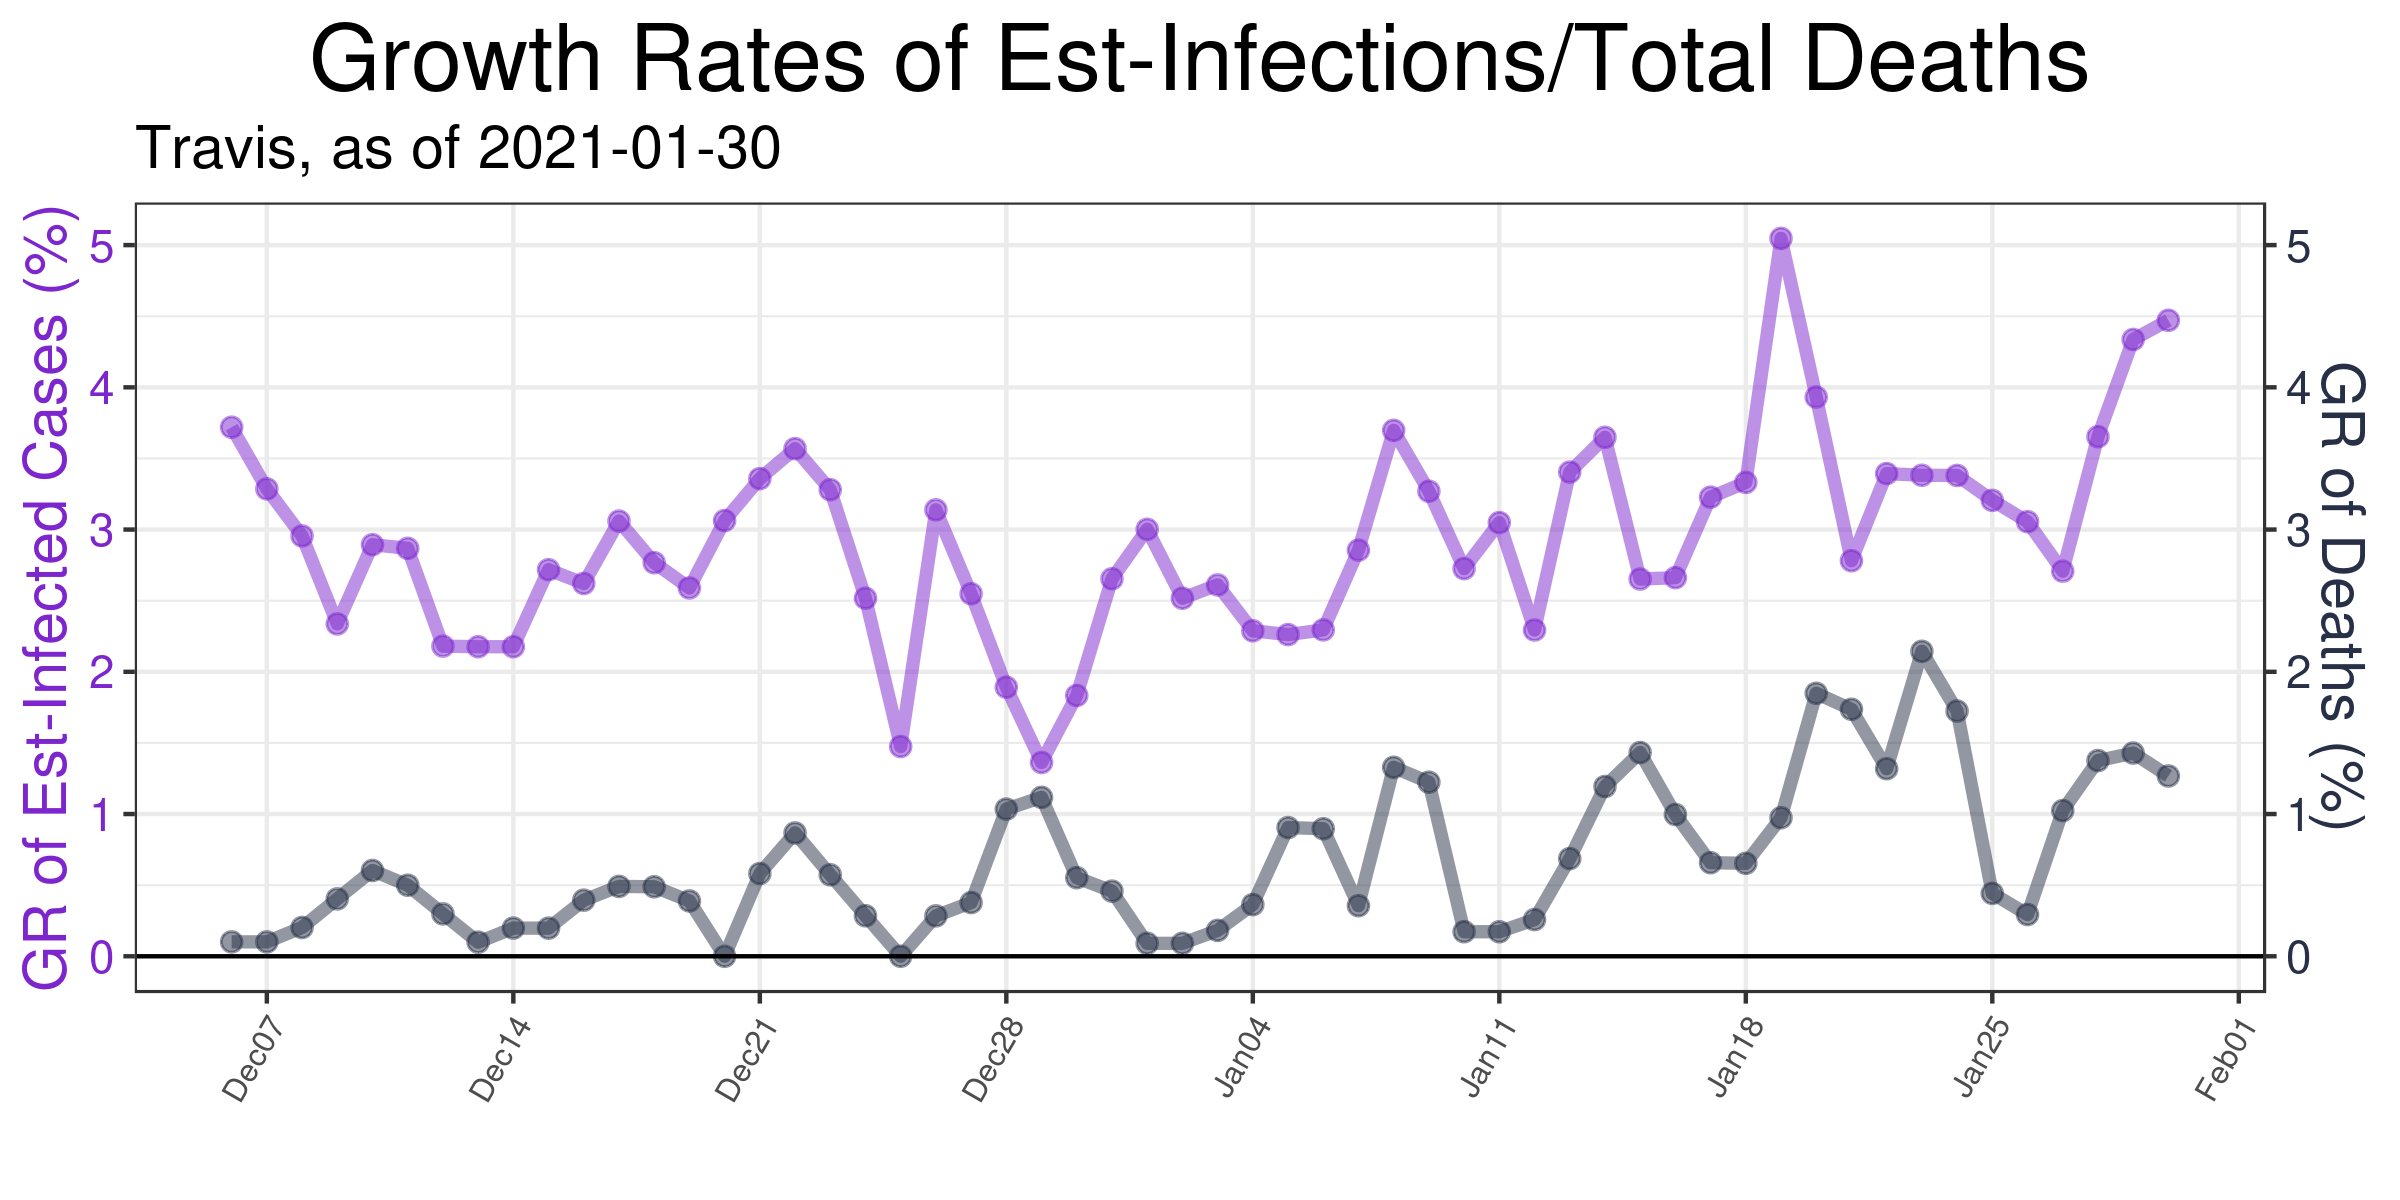 Growth Rates of Est-Infections/Total Deaths
Travis, as of 2021-01-30
GR of Est-Infected Cases (%)
5
4
3
2
1
0
5
4
3
2
1
0
GR of Deaths (%)
Dec07
Dec14
Dec21
Dec28
Jan04
Jan11
Jan18
Jan25
Feb01